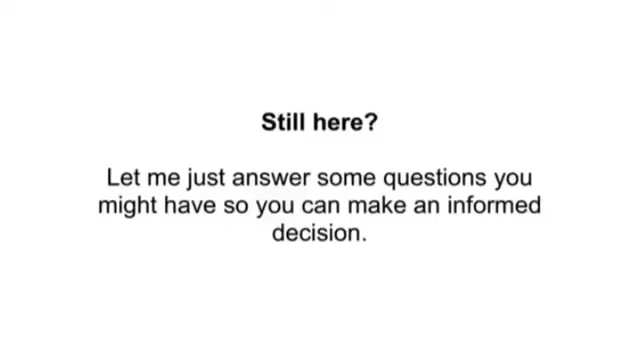 Still here?
Let me just answer some questions you
might have so you can make an informed
decision.